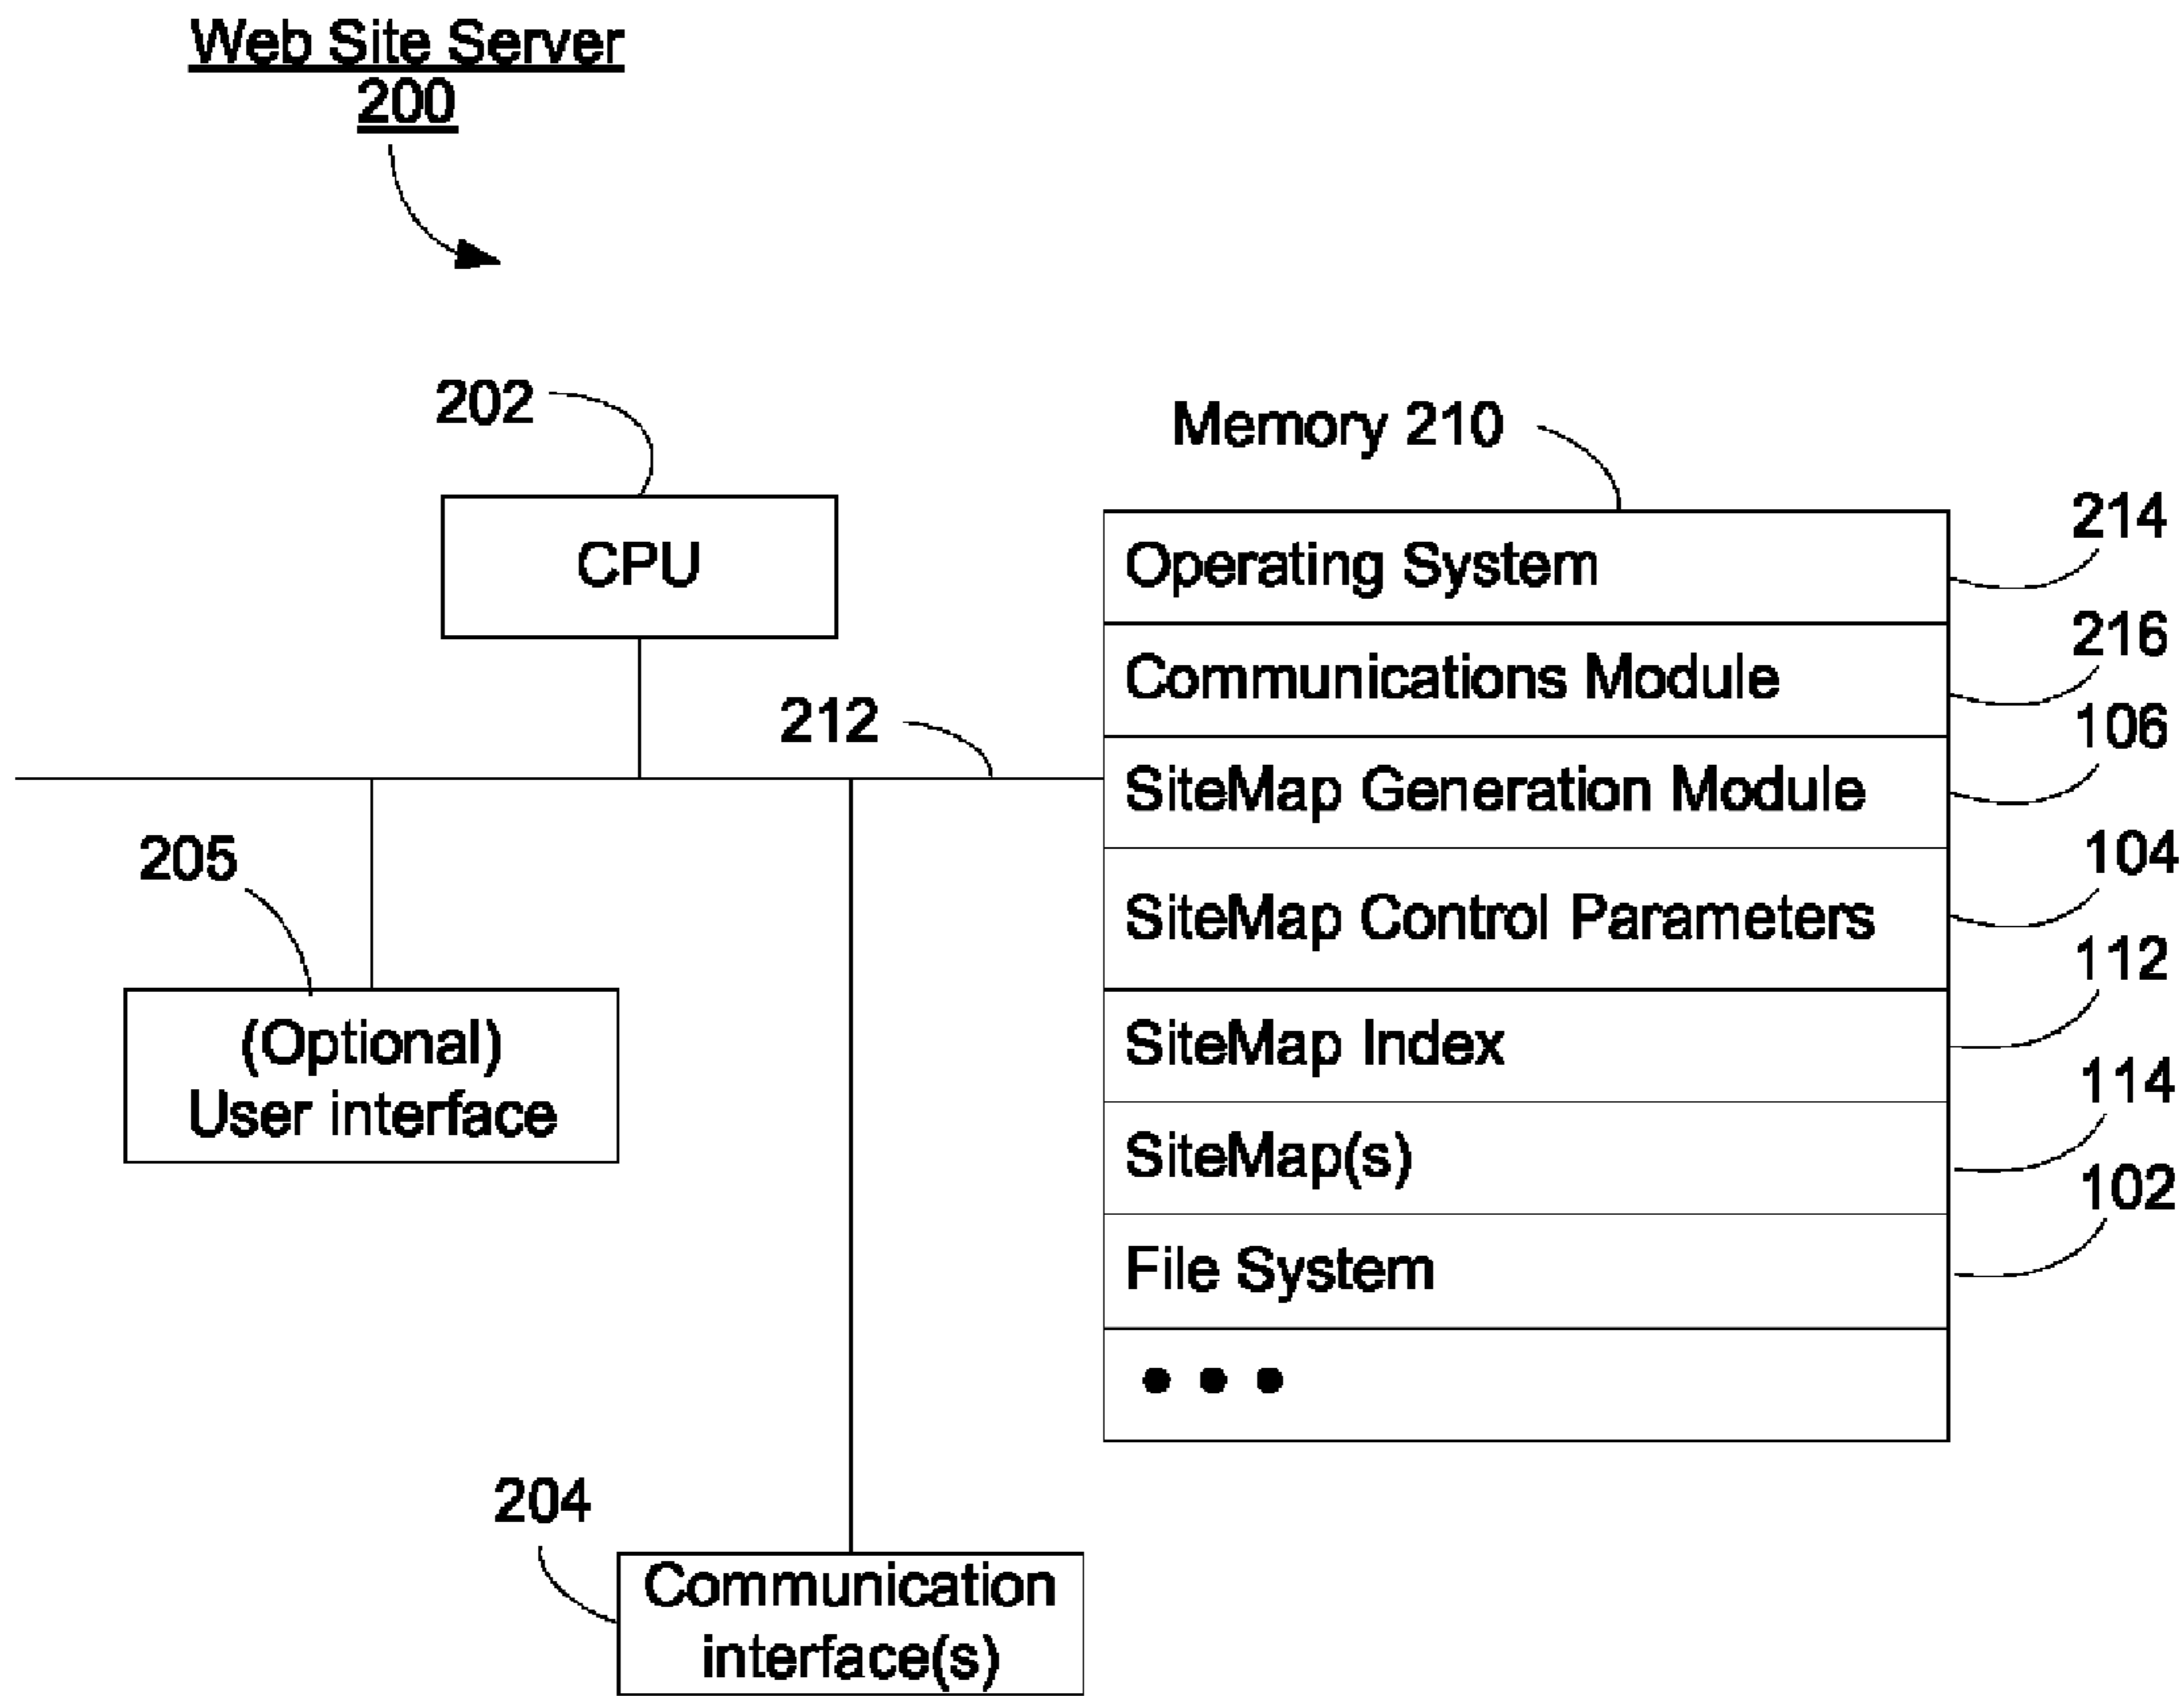 Web Site Server
200
202
CPU
212
205
(Optional)
User interface
204
Communication
interface(s)
Memory 210
Operating System
214
Communications Module
216
SiteMap Generation Module
106
SiteMap Control Parameters
104
SiteMap Index
112
SiteMap(s)
114
File System
102